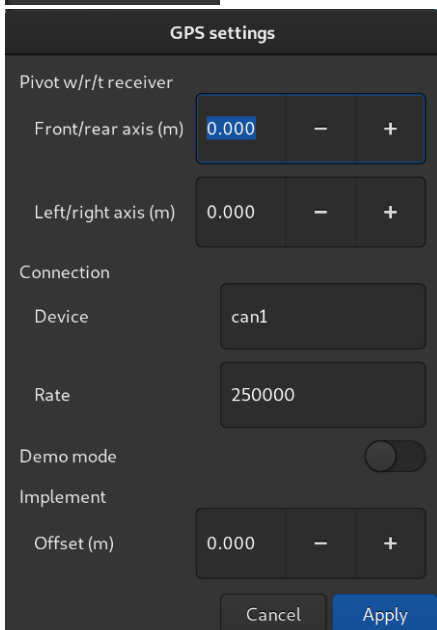 GPS settings
Pivot w/r/t receiver
Front/rear axis (m) 0.000 − +
Left/right axis (m) 0.000 − +
Connection
Device can1
Rate 250000
Demo mode
Implement
Offset (m) 0.000 − +
Cancel Apply